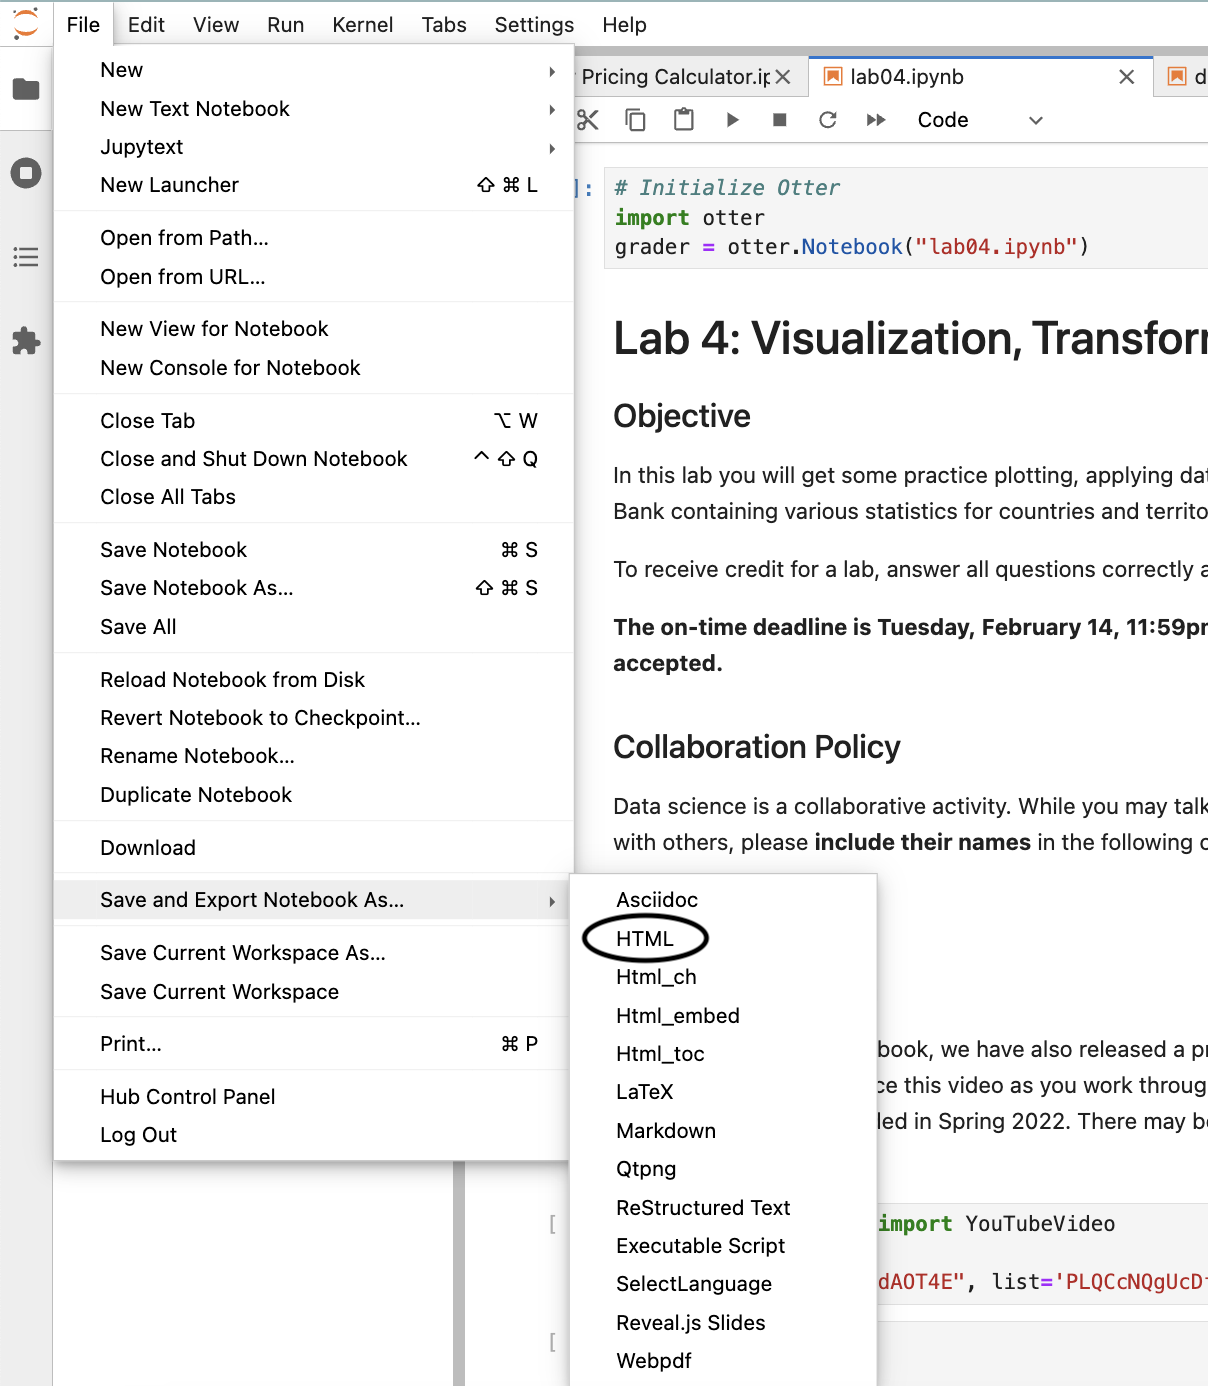 File Edit View Run Kernel Tabs Settings Help
New
New Text Notebook
Jupytext
New Launcher ⇧ ⌘ L
Open from Path...
Open from URL...
New View for Notebook
New Console for Notebook
Close Tab ⌥ W
Close and Shut Down Notebook ^ ⇧ Q
Close All Tabs
Save Notebook ⌘ S
Save Notebook As... ⇧ ⌘ S
Save All
Reload Notebook from Disk
Revert Notebook to Checkpoint...
Rename Notebook...
Duplicate Notebook
Download
Save and Export Notebook As...
Save Current Workspace As...
Save Current Workspace
Print... ⌘ P
Hub Control Panel
Log Out
Asciidoc
HTML
Html_ch
Html_embed
Html_toc
LaTeX
Markdown
Qtpng
ReStructured Text
Executable Script
SelectLanguage
Reveal.js Slides
Webpdf
Pricing Calculator.ip
lab04.ipynb
d
Code
]:
# Initialize Otter
import otter
grader = otter.Notebook("lab04.ipynb")
Lab 4: Visualization, Transfor
Objective
In this lab you will get some practice plotting, applying dat
Bank containing various statistics for countries and territo
To receive credit for a lab, answer all questions correctly a
The on-time deadline is Tuesday, February 14, 11:59pm
accepted.
Collaboration Policy
Data science is a collaborative activity. While you may talk
with others, please include their names in the following c
book, we have also released a pr
ce this video as you work throug
led in Spring 2022. There may be
[
import YouTubeVideo
dAOT4E", list='PLQCcNQgUcD
[